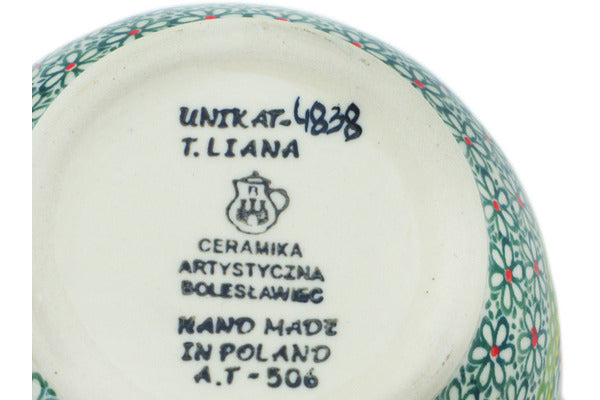 UNIKAT-4838
T. LIANA
CERAMIKA
ARTYSTYCZNA
BOLESŁAWIEC
HAND MADE
IN POLAND
A.T-506